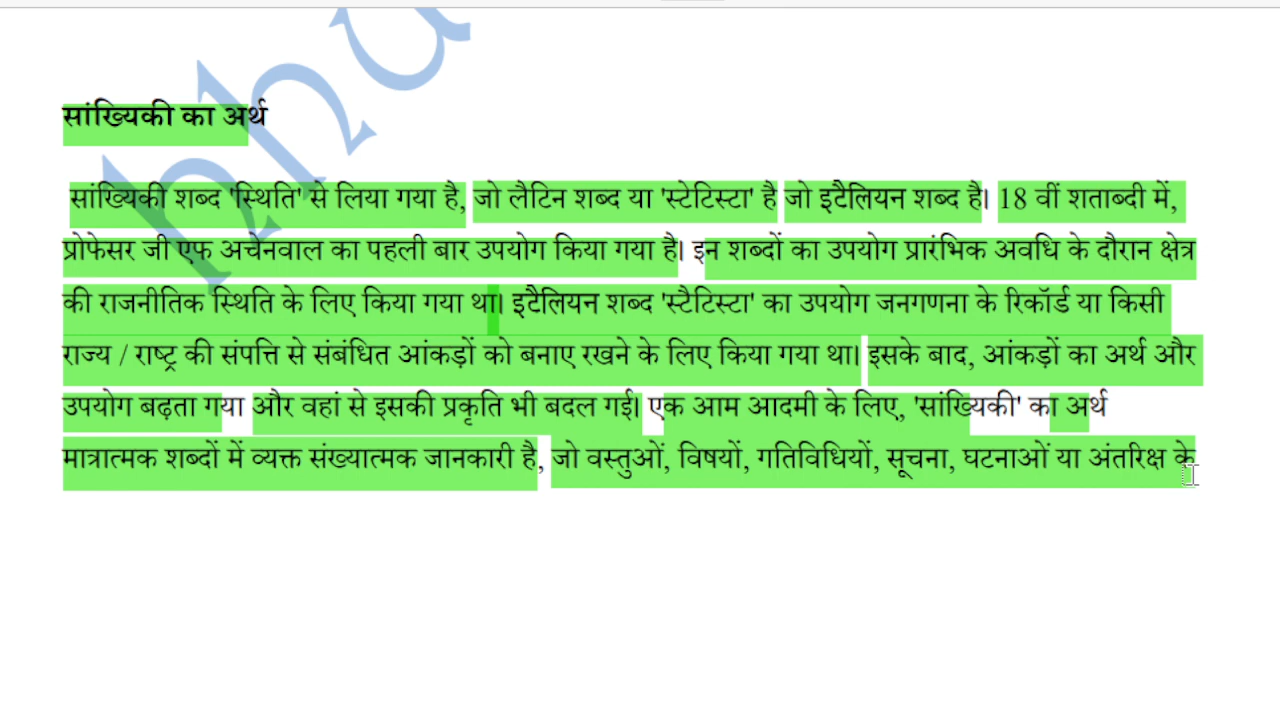 सांख्यिकी का अर्थ
सांख्यिकी शब्द 'स्थिति' से लिया गया है, जो लैटिन शब्द या 'स्टेटिस्टा' है जो इटैलियन शब्द है। 18 वीं शताब्दी में,
प्रोफेसर जी एफ अचेनवाल का पहली बार उपयोग किया गया है। इन शब्दों का उपयोग प्रारंभिक अवधि के दौरान क्षेत्र
की राजनीतिक स्थिति के लिए किया गया था। इटैलियन शब्द 'स्टैटिस्टा' का उपयोग जनगणना के रिकॉर्ड या किसी
राज्य / राष्ट्र की संपत्ति से संबंधित आंकड़ों को बनाए रखने के लिए किया गया था। इसके बाद, आंकड़ों का अर्थ और
उपयोग बढ़ता गया और वहां से इसकी प्रकृति भी बदल गई। एक आम आदमी के लिए, 'सांख्यिकी' का अर्थ
मात्रात्मक शब्दों में व्यक्त संख्यात्मक जानकारी है, जो वस्तुओं, विषयों, गतिविधियों, सूचना, घटनाओं या अंतरिक्ष के